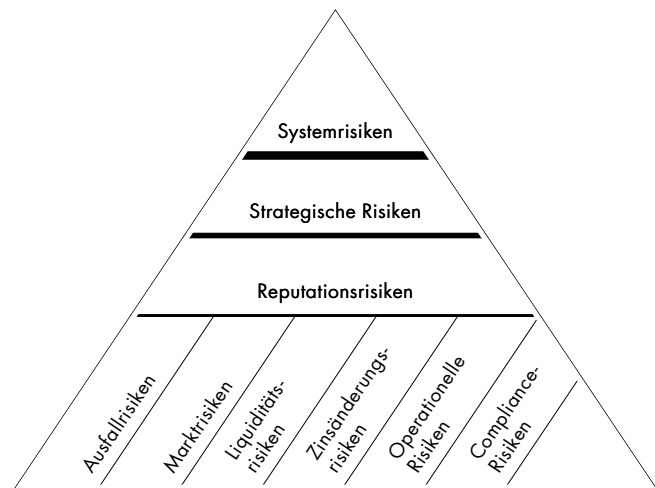 Systemrisiken
Strategische Risiken
Reputationsrisiken
Ausfallrisiken
Marktrisiken
Liquiditäts-
risiken
Zinsänderungs-
risiken
Operationelle
Risiken
Compliance-
Risiken